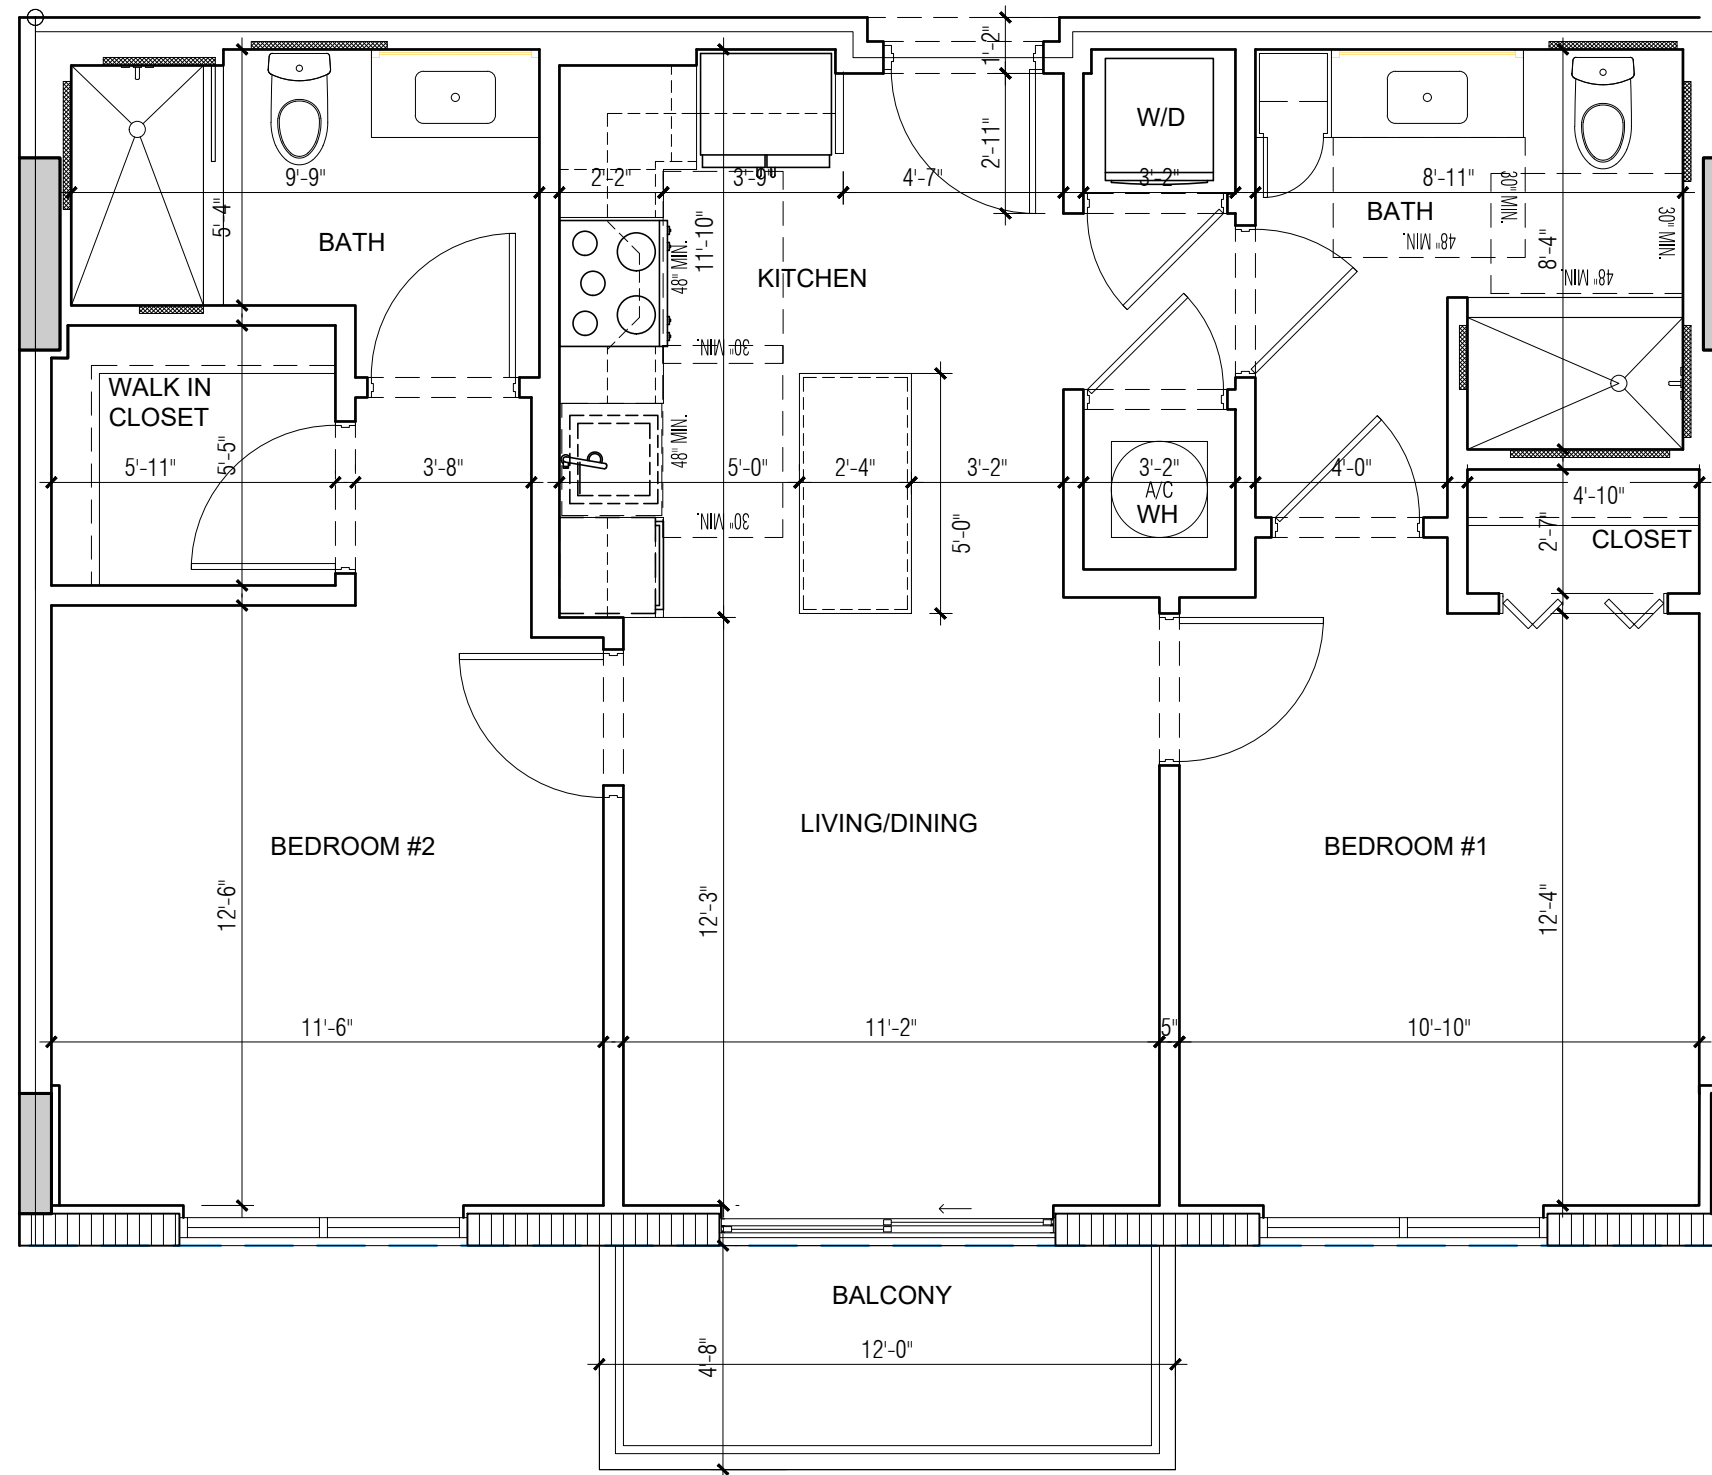 1'-2"
W/D
2'-11"
9'-9"
2'-2"
3'-9"
4'-7"
3'-2"
8'-11"
5'-4"
BATH
11'-10"
48" MIN.
KITCHEN
BATH
30" MIN.
48" MIN.
30" MIN.
8'-4"
48" MIN.
30" MIN.
WALK IN
CLOSET
5'-11"
5'-5"
3'-8"
48" MIN.
5'-0"
2'-4"
3'-2"
3'-2"
A/C
WH
4'-0"
4'-10"
30" MIN.
5'-0"
2'-7"
CLOSET
BEDROOM #2
LIVING/DINING
BEDROOM #1
12'-6"
12'-3"
12'-4"
11'-6"
11'-2"
5"
10'-10"
BALCONY
4'-8"
12'-0"